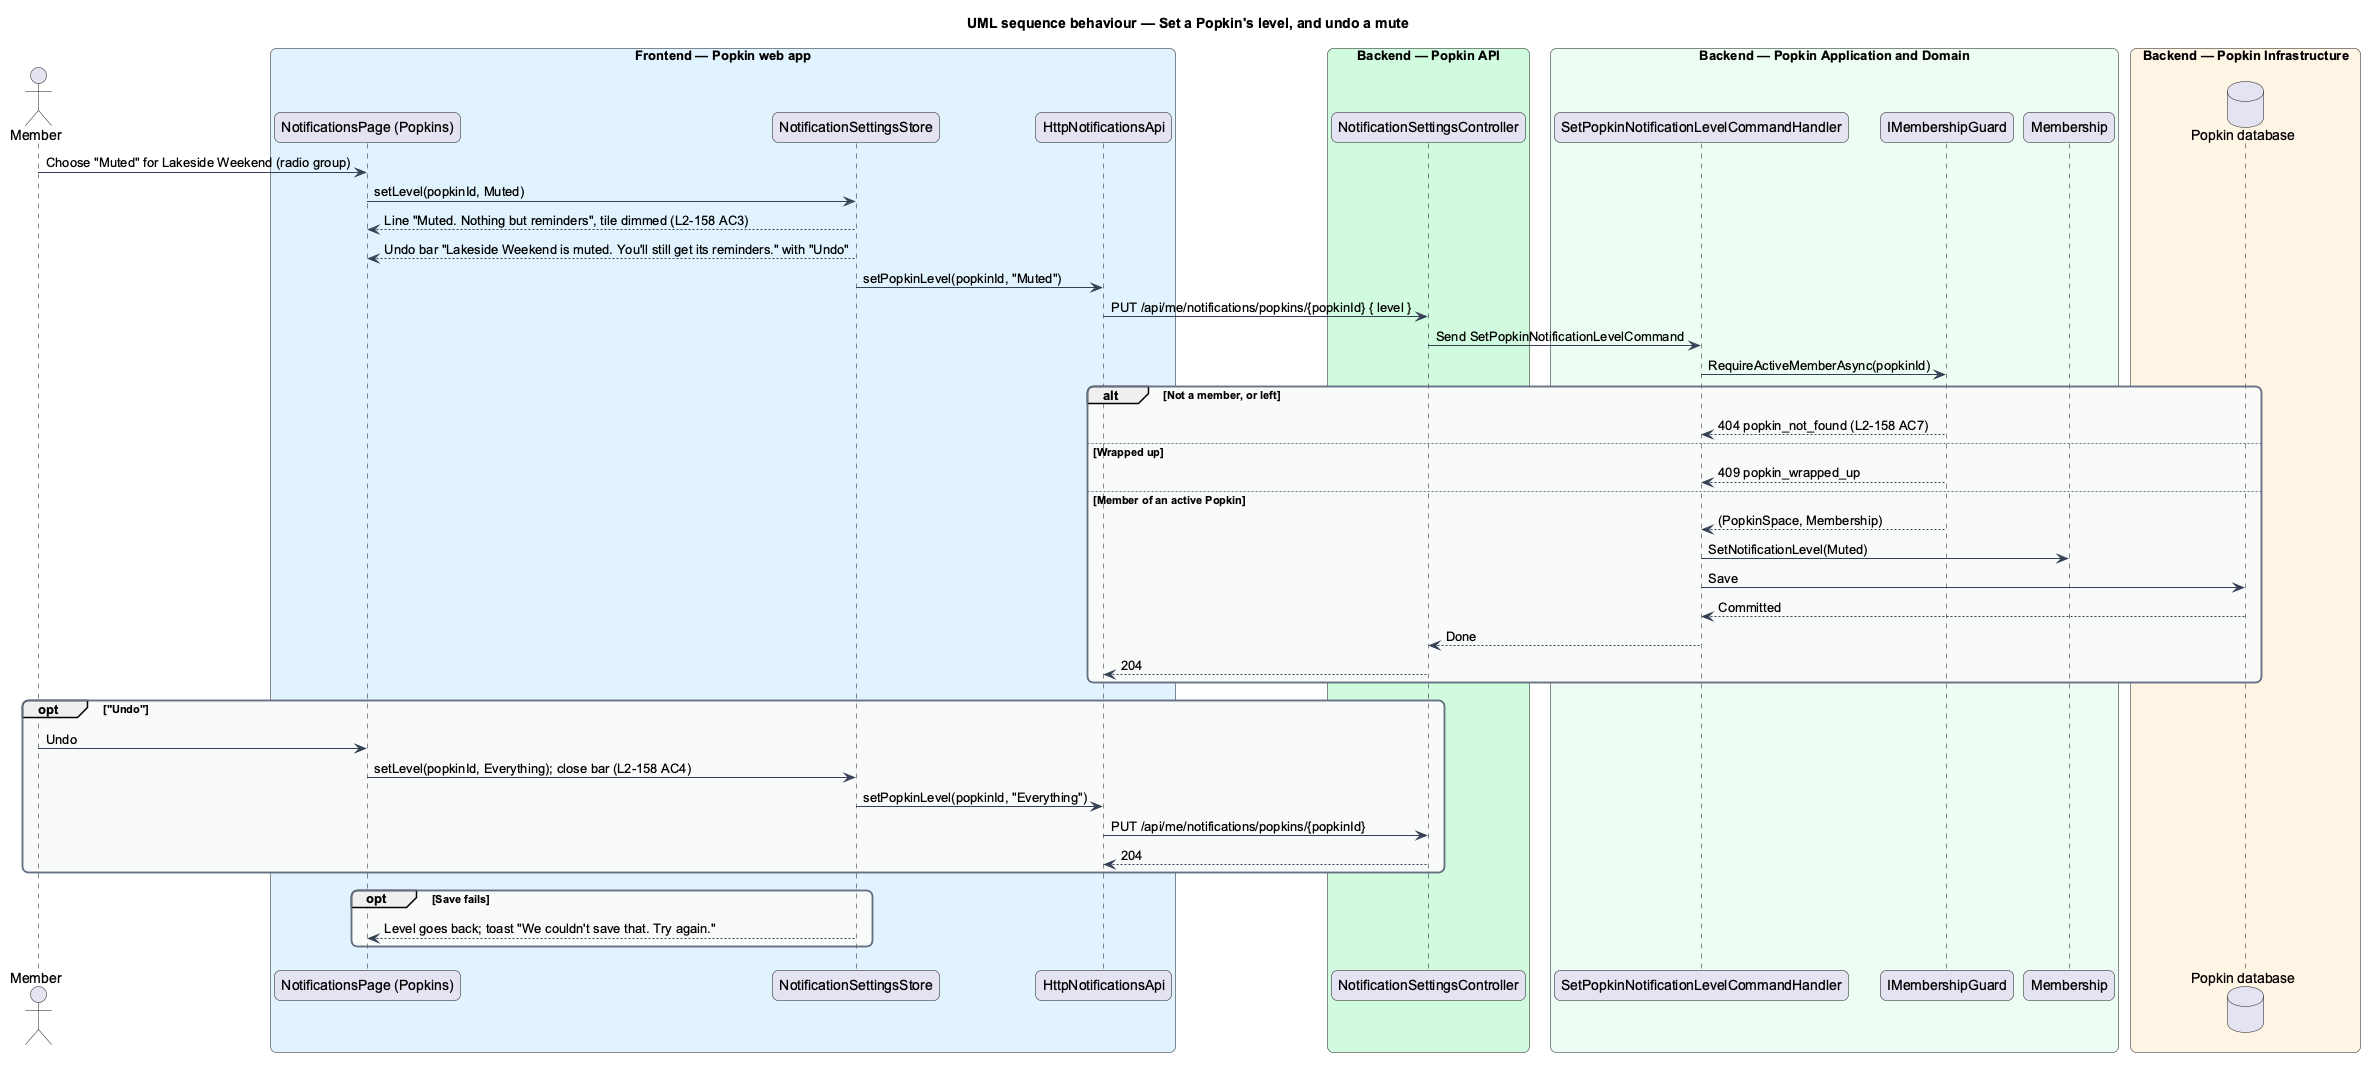 UML sequence behaviour — Set a Popkin's level, and undo a mute
Frontend — Popkin web app
Backend — Popkin API
Backend — Popkin Application and Domain
Backend — Popkin Infrastructure
Member
NotificationsPage (Popkins)
NotificationSettingsStore
HttpNotificationsApi
NotificationSettingsController
SetPopkinNotificationLevelCommandHandler
IMembershipGuard
Membership
Popkin database
Choose "Muted" for Lakeside Weekend (radio group)
setLevel(popkinId, Muted)
Line "Muted. Nothing but reminders", tile dimmed (L2-158 AC3)
Undo bar "Lakeside Weekend is muted. You'll still get its reminders." with "Undo"
setPopkinLevel(popkinId, "Muted")
PUT /api/me/notifications/popkins/{popkinId} { level }
Send SetPopkinNotificationLevelCommand
RequireActiveMemberAsync(popkinId)
alt
[Not a member, or left]
404 popkin_not_found (L2-158 AC7)
[Wrapped up]
409 popkin_wrapped_up
[Member of an active Popkin]
(PopkinSpace, Membership)
SetNotificationLevel(Muted)
Save
Committed
Done
204
opt
["Undo"]
Undo
setLevel(popkinId, Everything); close bar (L2-158 AC4)
setPopkinLevel(popkinId, "Everything")
PUT /api/me/notifications/popkins/{popkinId}
204
opt
[Save fails]
Level goes back; toast "We couldn't save that. Try again."
Member
NotificationsPage (Popkins)
NotificationSettingsStore
HttpNotificationsApi
NotificationSettingsController
SetPopkinNotificationLevelCommandHandler
IMembershipGuard
Membership
Popkin database